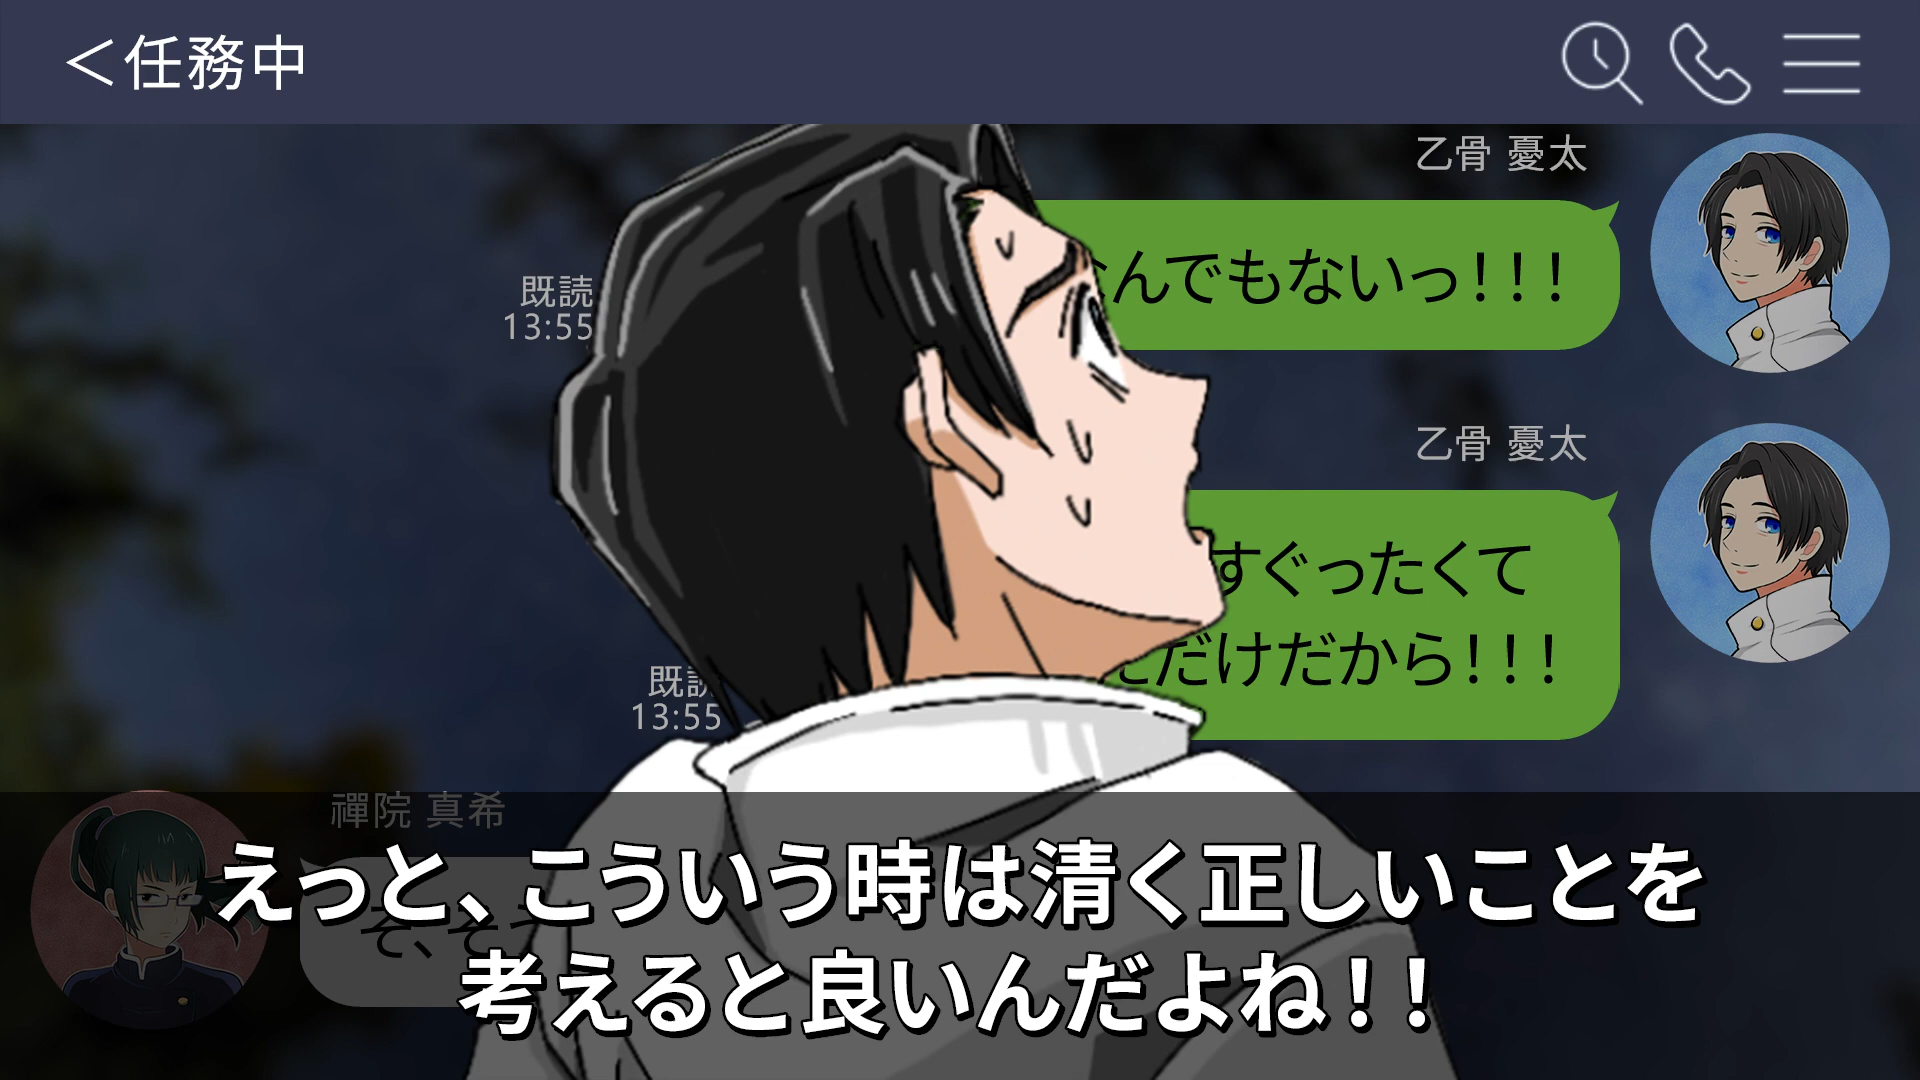 ＜任務中
乙骨 憂太
なんでもないっ！！！
既読
13:55
乙骨 憂太
すぐったくて
だけだから！！！
既読
13:55
禪院 真希
そ、そ
えっと、こういう時は清く正しいことを
考えると良いんだよね！！